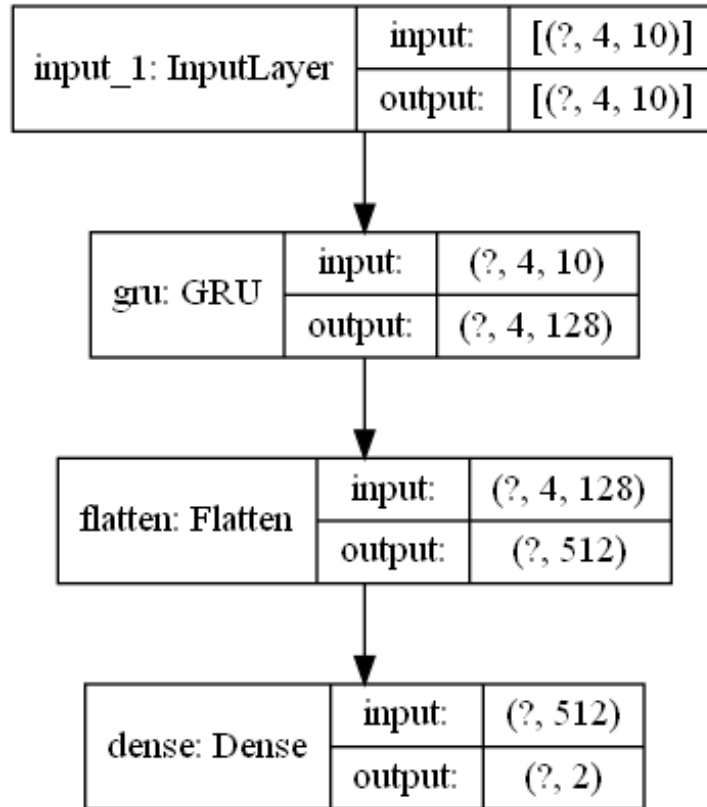 input_1: InputLayer
input: [(?, 4, 10)]
output: [(?, 4, 10)]
gru: GRU
input: (?, 4, 10)
output: (?, 4, 128)
flatten: Flatten
input: (?, 4, 128)
output: (?, 512)
dense: Dense
input: (?, 512)
output: (?, 2)